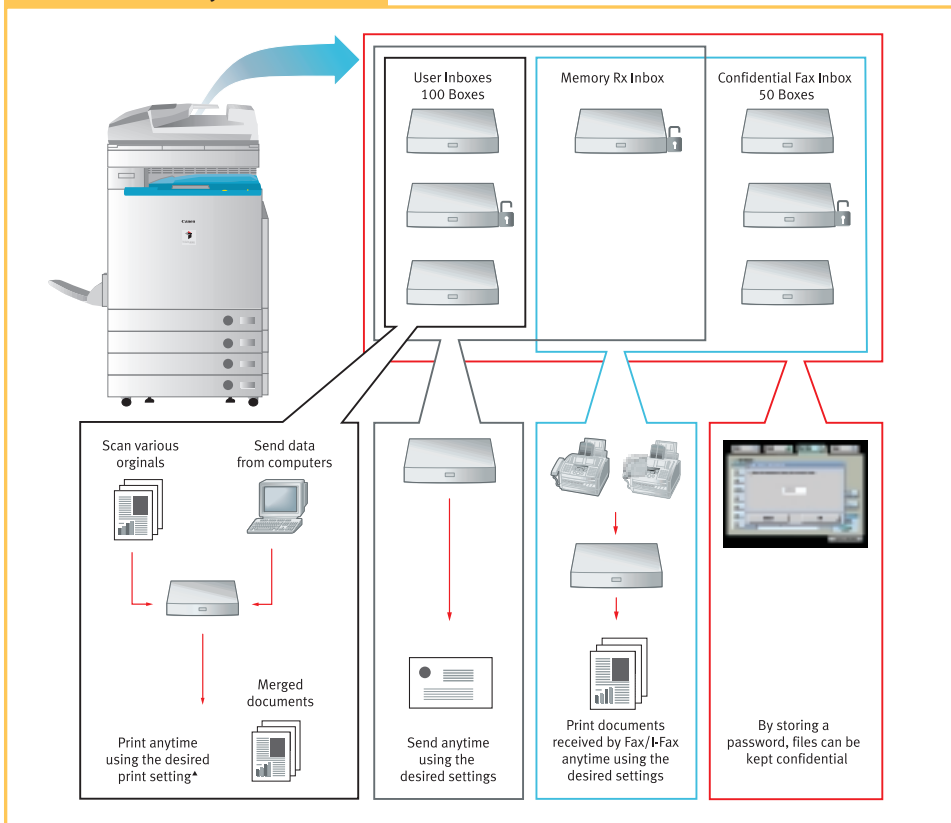 User Inboxes
100 Boxes
Memory Rx Inbox
Confidential Fax Inbox
50 Boxes
Canon
Scan various
orginals
Send data
from computers
Merged
documents
Print anytime
using the desired
print setting▲
Send anytime
using the
desired settings
Print documents
received by Fax/I-Fax
anytime using the
desired settings
By storing a
password, files can be
kept confidential